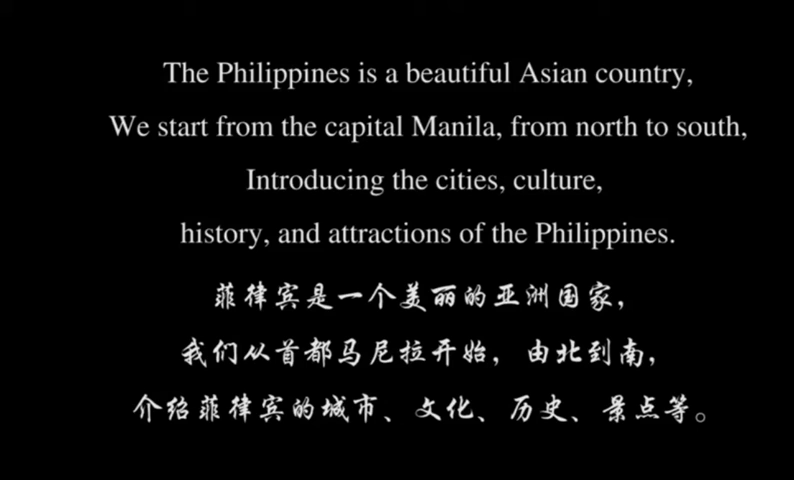 The Philippines is a beautiful Asian country,
We start from the capital Manila, from north to south,
Introducing the cities, culture,
history, and attractions of the Philippines.
菲律宾是一个美丽的亚洲国家，
我们从首都马尼拉开始，由北到南，
介绍菲律宾的城市、文化、历史、景点等。